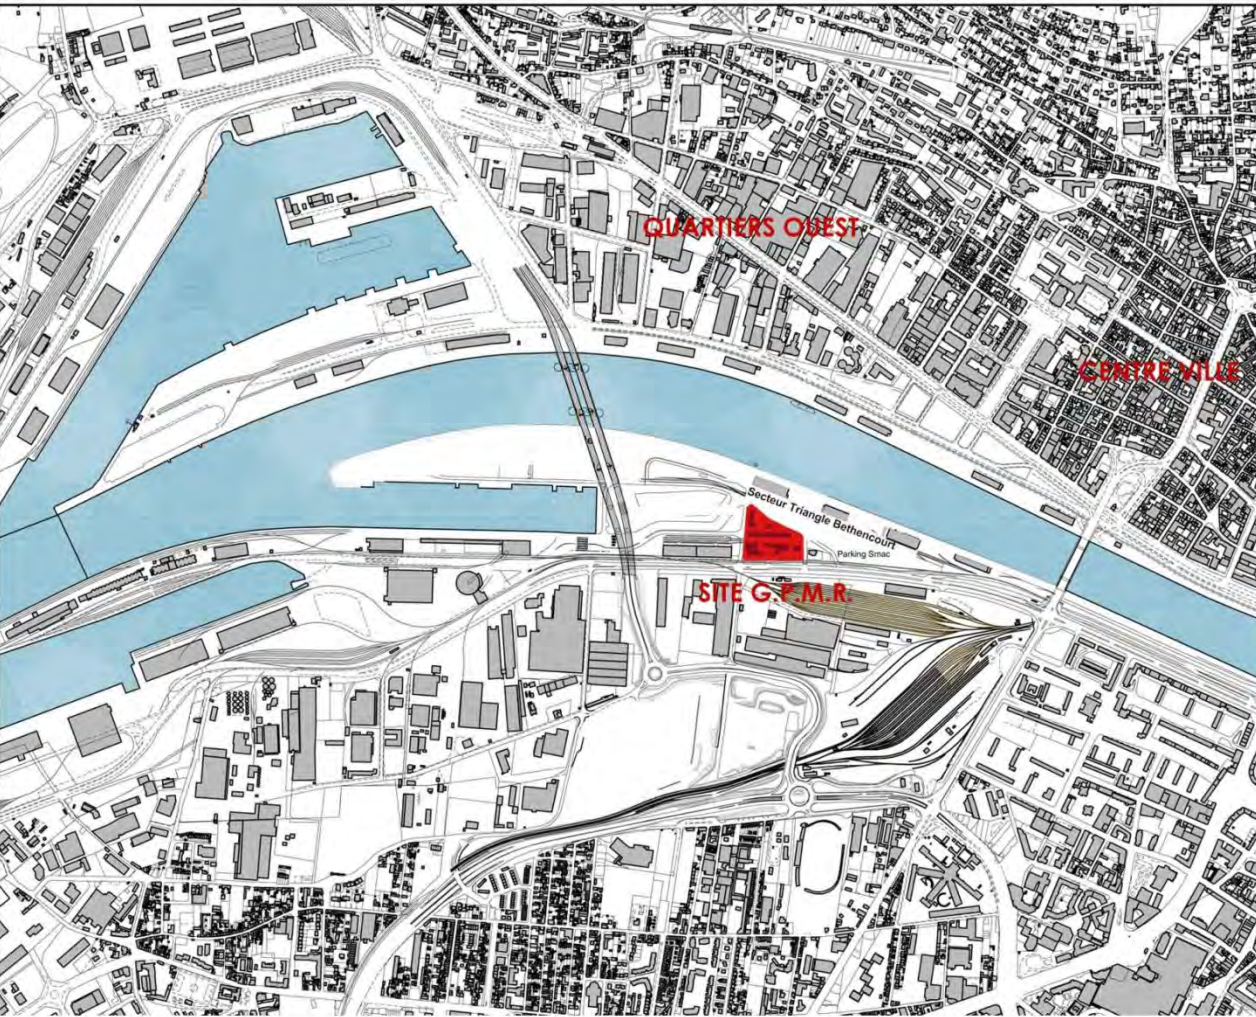 QUARTIERS OUEST
CENTRE VILLE
Secteur Triangle Bethencourt
Parking Smac
SITE G.P.M.R.